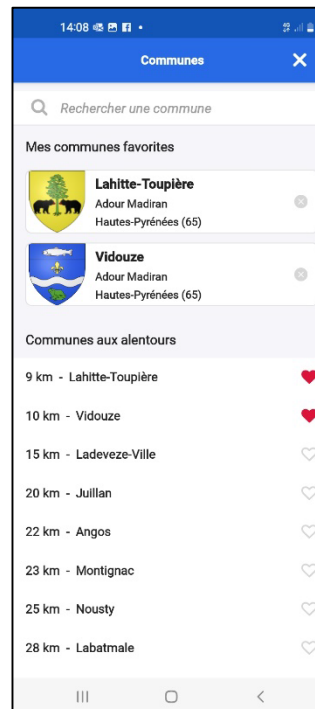 14:08
Communes
Rechercher une commune
Mes communes favorites
Lahitte-Toupière
Adour Madiran
Hautes-Pyrénées (65)
Vidouze
Adour Madiran
Hautes-Pyrénées (65)
Communes aux alentours
9 km - Lahitte-Toupière
10 km - Vidouze
15 km - Ladeveze-Ville
20 km - Juillan
22 km - Angos
23 km - Montignac
25 km - Nousty
28 km - Labatmale